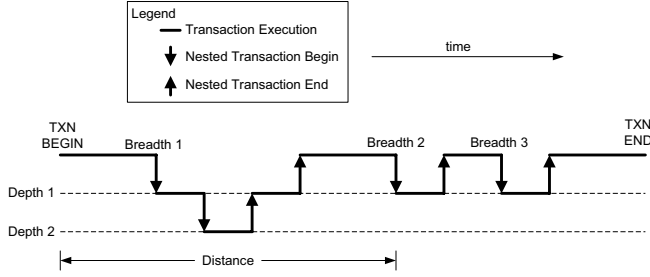 Legend
Transaction Execution
Nested Transaction Begin
Nested Transaction End
time
TXN
BEGIN
Breadth 1
Breadth 2
Breadth 3
TXN
END
Depth 1
Depth 2
Distance